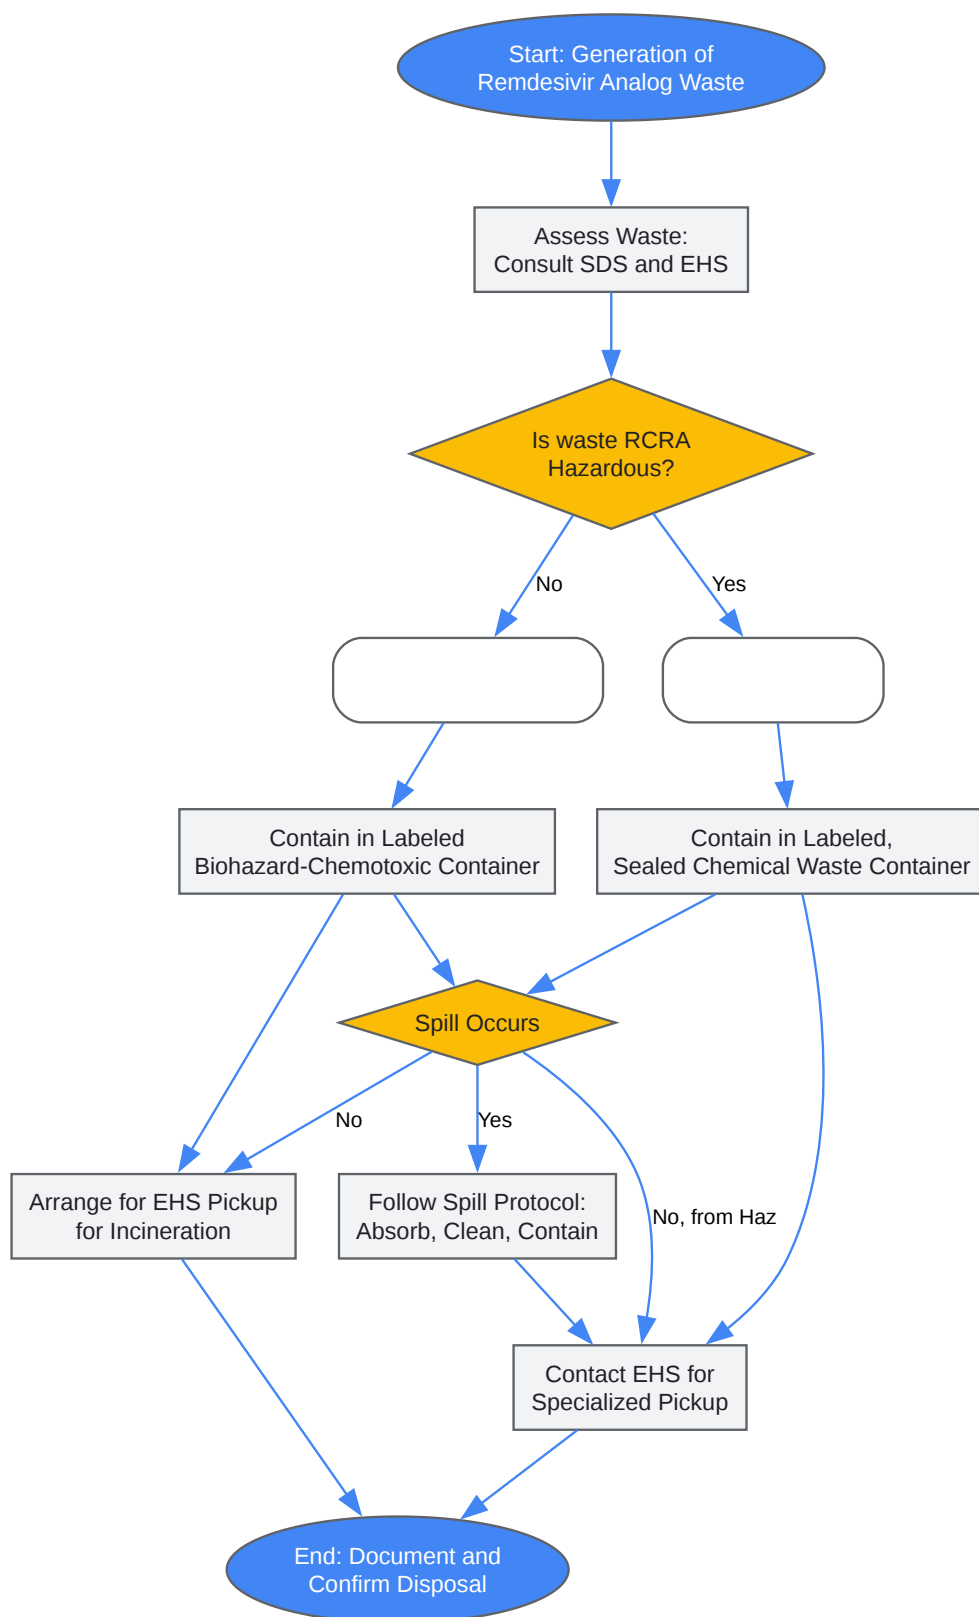 Start: Generation of
Remdesivir Analog Waste
Assess Waste:
Consult SDS and EHS
Is waste RCRA
Hazardous?
No
Yes
Contain in Labeled
Biohazard-Chemotoxic Container
Contain in Labeled,
Sealed Chemical Waste Container
Spill Occurs
No
Yes
Arrange for EHS Pickup
for Incineration
Follow Spill Protocol:
Absorb, Clean, Contain
No, from Haz
Contact EHS for
Specialized Pickup
End: Document and
Confirm Disposal